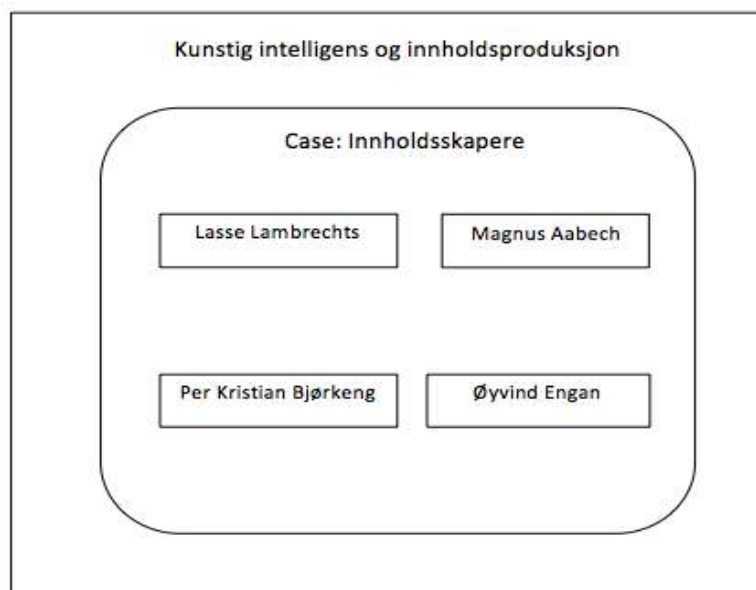 Kunstig intelligens og innholdsproduksjon
Case: Innholdsskapere
Lasse Lambrechts
Magnus Aabech
Per Kristian Bjørkeng
Øyvind Engan